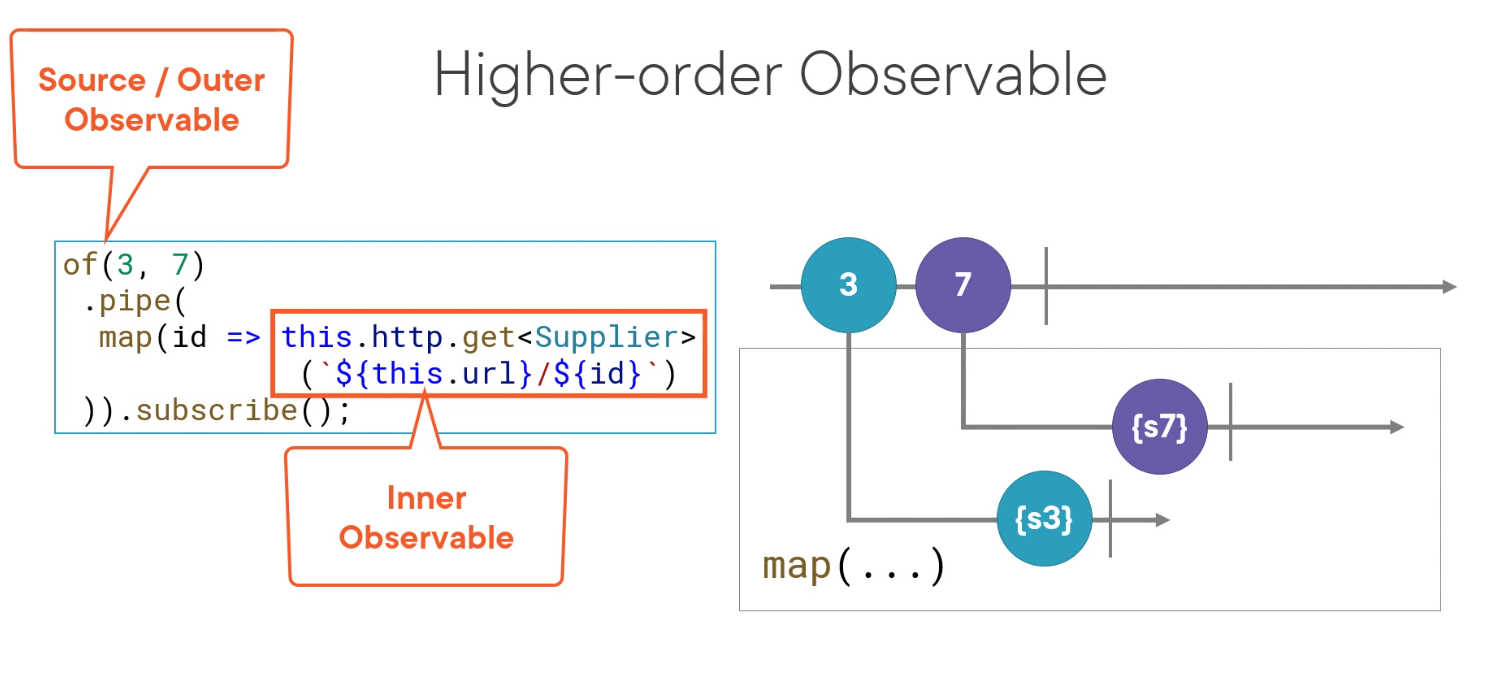 Higher-order Observable
Source / Outer
Observable
of(3, 7)
.pipe(
map(id => this.http.get<Supplier>
(`${this.url}/${id}`)
)).subscribe();
Inner
Observable
3
7
{s7}
{s3}
map(...)